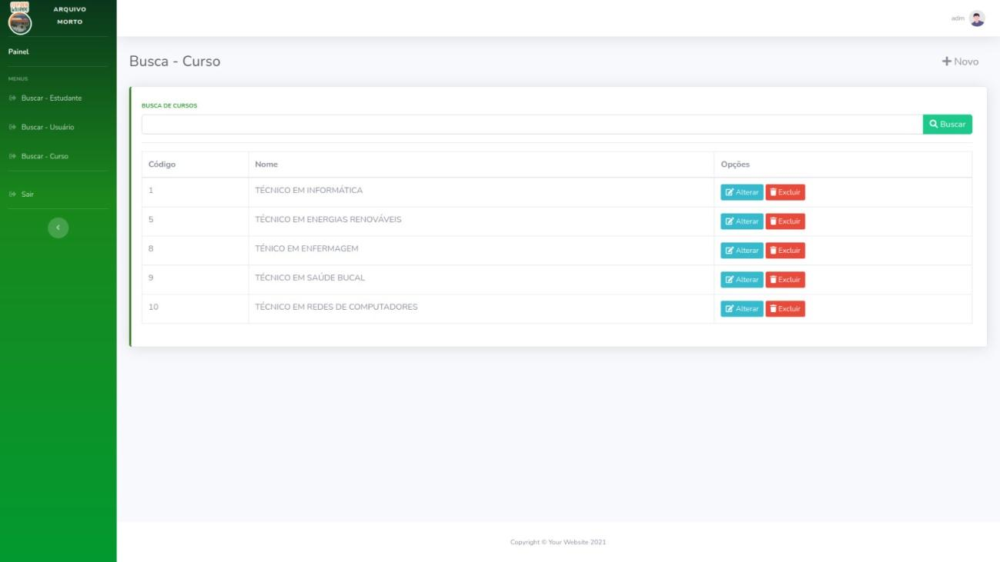 ARQUIVO
MORTO
adm
Painel
Busca - Curso
Novo
MENUS
Buscar - Estudante
Buscar - Usuário
Buscar - Curso
Sair
BUSCA DE CURSOS
Buscar
Código Nome Opções
1 TÉCNICO EM INFORMÁTICA Alterar Excluir
5 TÉCNICO EM ENERGIAS RENOVÁVEIS Alterar Excluir
8 TÉNICO EM ENFERMAGEM Alterar Excluir
9 TÉCNICO EM SAÚDE BUCAL Alterar Excluir
10 TÉCNICO EM REDES DE COMPUTADORES Alterar Excluir
Copyright © Your Website 2021